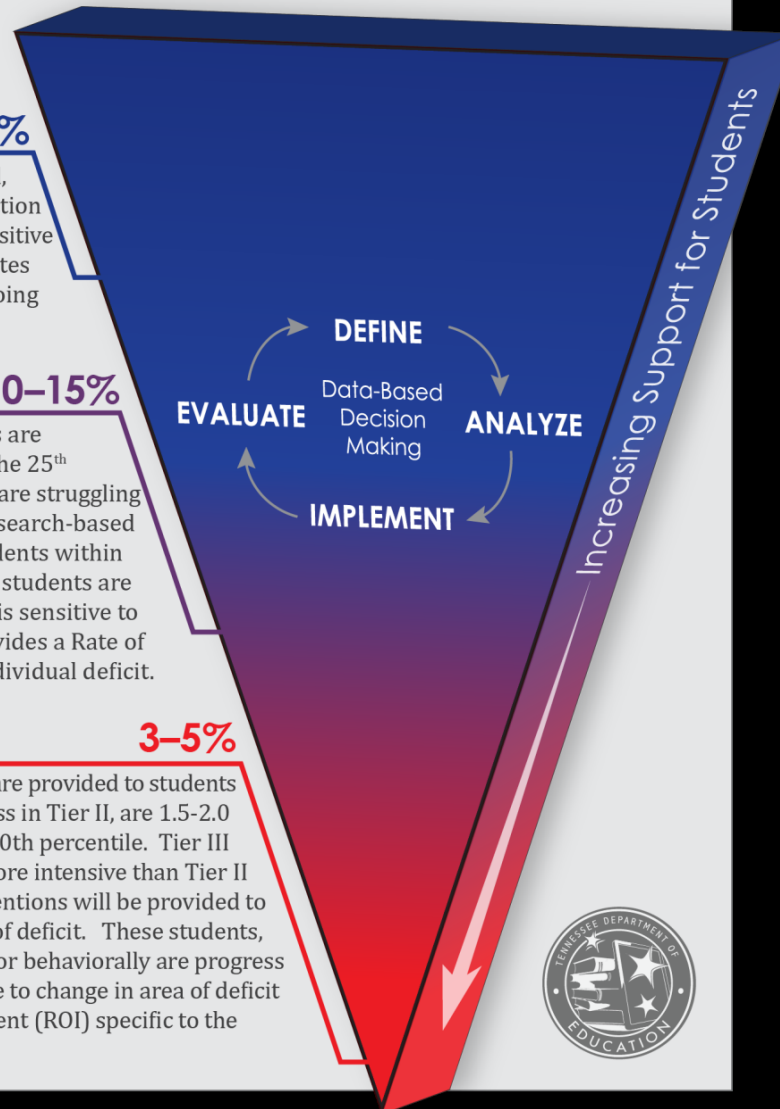 %
,
tion
sitive
tes
ping
0–15%
s are
he 25th
are struggling
search-based
dents within
students are
is sensitive to
vides a Rate of
dividual deficit.
3–5%
are provided to students
ss in Tier II, are 1.5-2.0
0th percentile. Tier III
ore intensive than Tier II
entions will be provided to
of deficit. These students,
or behaviorally are progress
e to change in area of deficit
ent (ROI) specific to the
DEFINE
Data-Based
Decision
Making
EVALUATE
ANALYZE
IMPLEMENT
Increasing Support for Students
TENNESSEE DEPARTMENT OF
EDUCATION